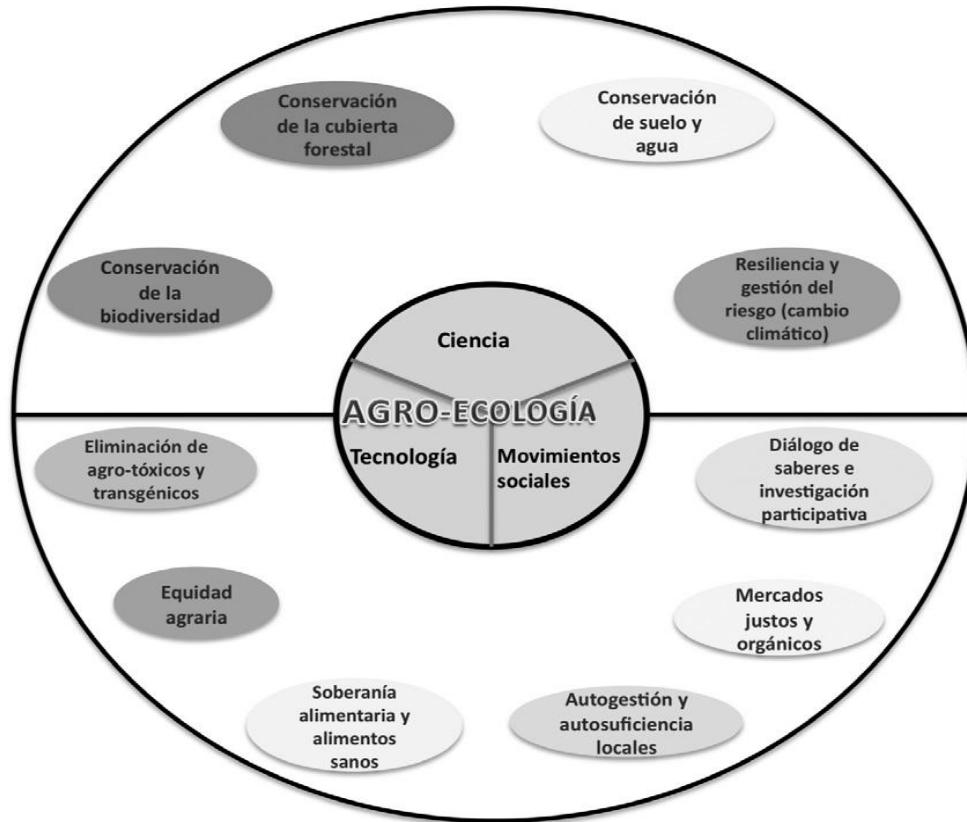 Conservación
de la cubierta
forestal
Conservación
de suelo y
agua
Conservación
de la
biodiversidad
Resiliencia y
gestión del
riesgo (cambio
climático)
Ciencia
AGRO-ECOLOGÍA
Tecnología
Movimientos
sociales
Eliminación de
agro-tóxicos y
transgénicos
Diálogo de
saberes e
investigación
participativa
Equidad
agraria
Mercados
justos y
orgánicos
Soberanía
alimentaria y
alimentos
sanos
Autogestión y
autosuficiencia
locales